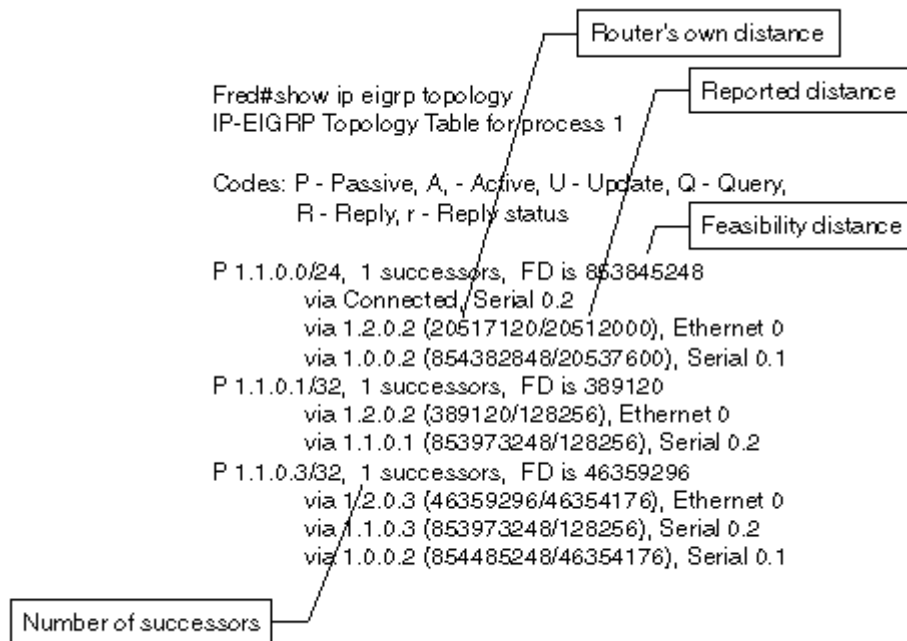 Router's own distance
Fred#show ip eigrp topology
Reported distance
IP-EIGRP Topology Table for process 1
Codes: P - Passive, A, - Active, U - Update, Q - Query,
R - Reply, r - Reply status
Feasibility distance
P 1.1.0.0/24, 1 successors, FD is 853845248
via Connected, Serial 0.2
via 1.2.0.2 (20517120/20512000), Ethernet 0
via 1.0.0.2 (854382848/20537600), Serial 0.1
P 1.1.0.1/32, 1 successors, FD is 389120
via 1.2.0.2 (389120/128256), Ethernet 0
via 1.1.0.1 (853973248/128256), Serial 0.2
P 1.1.0.3/32, 1 successors, FD is 46359296
via 1.2.0.3 (46359296/46354176), Ethernet 0
via 1.1.0.3 (853973248/128256), Serial 0.2
via 1.0.0.2 (854485248/46354176), Serial 0.1
Number of successors